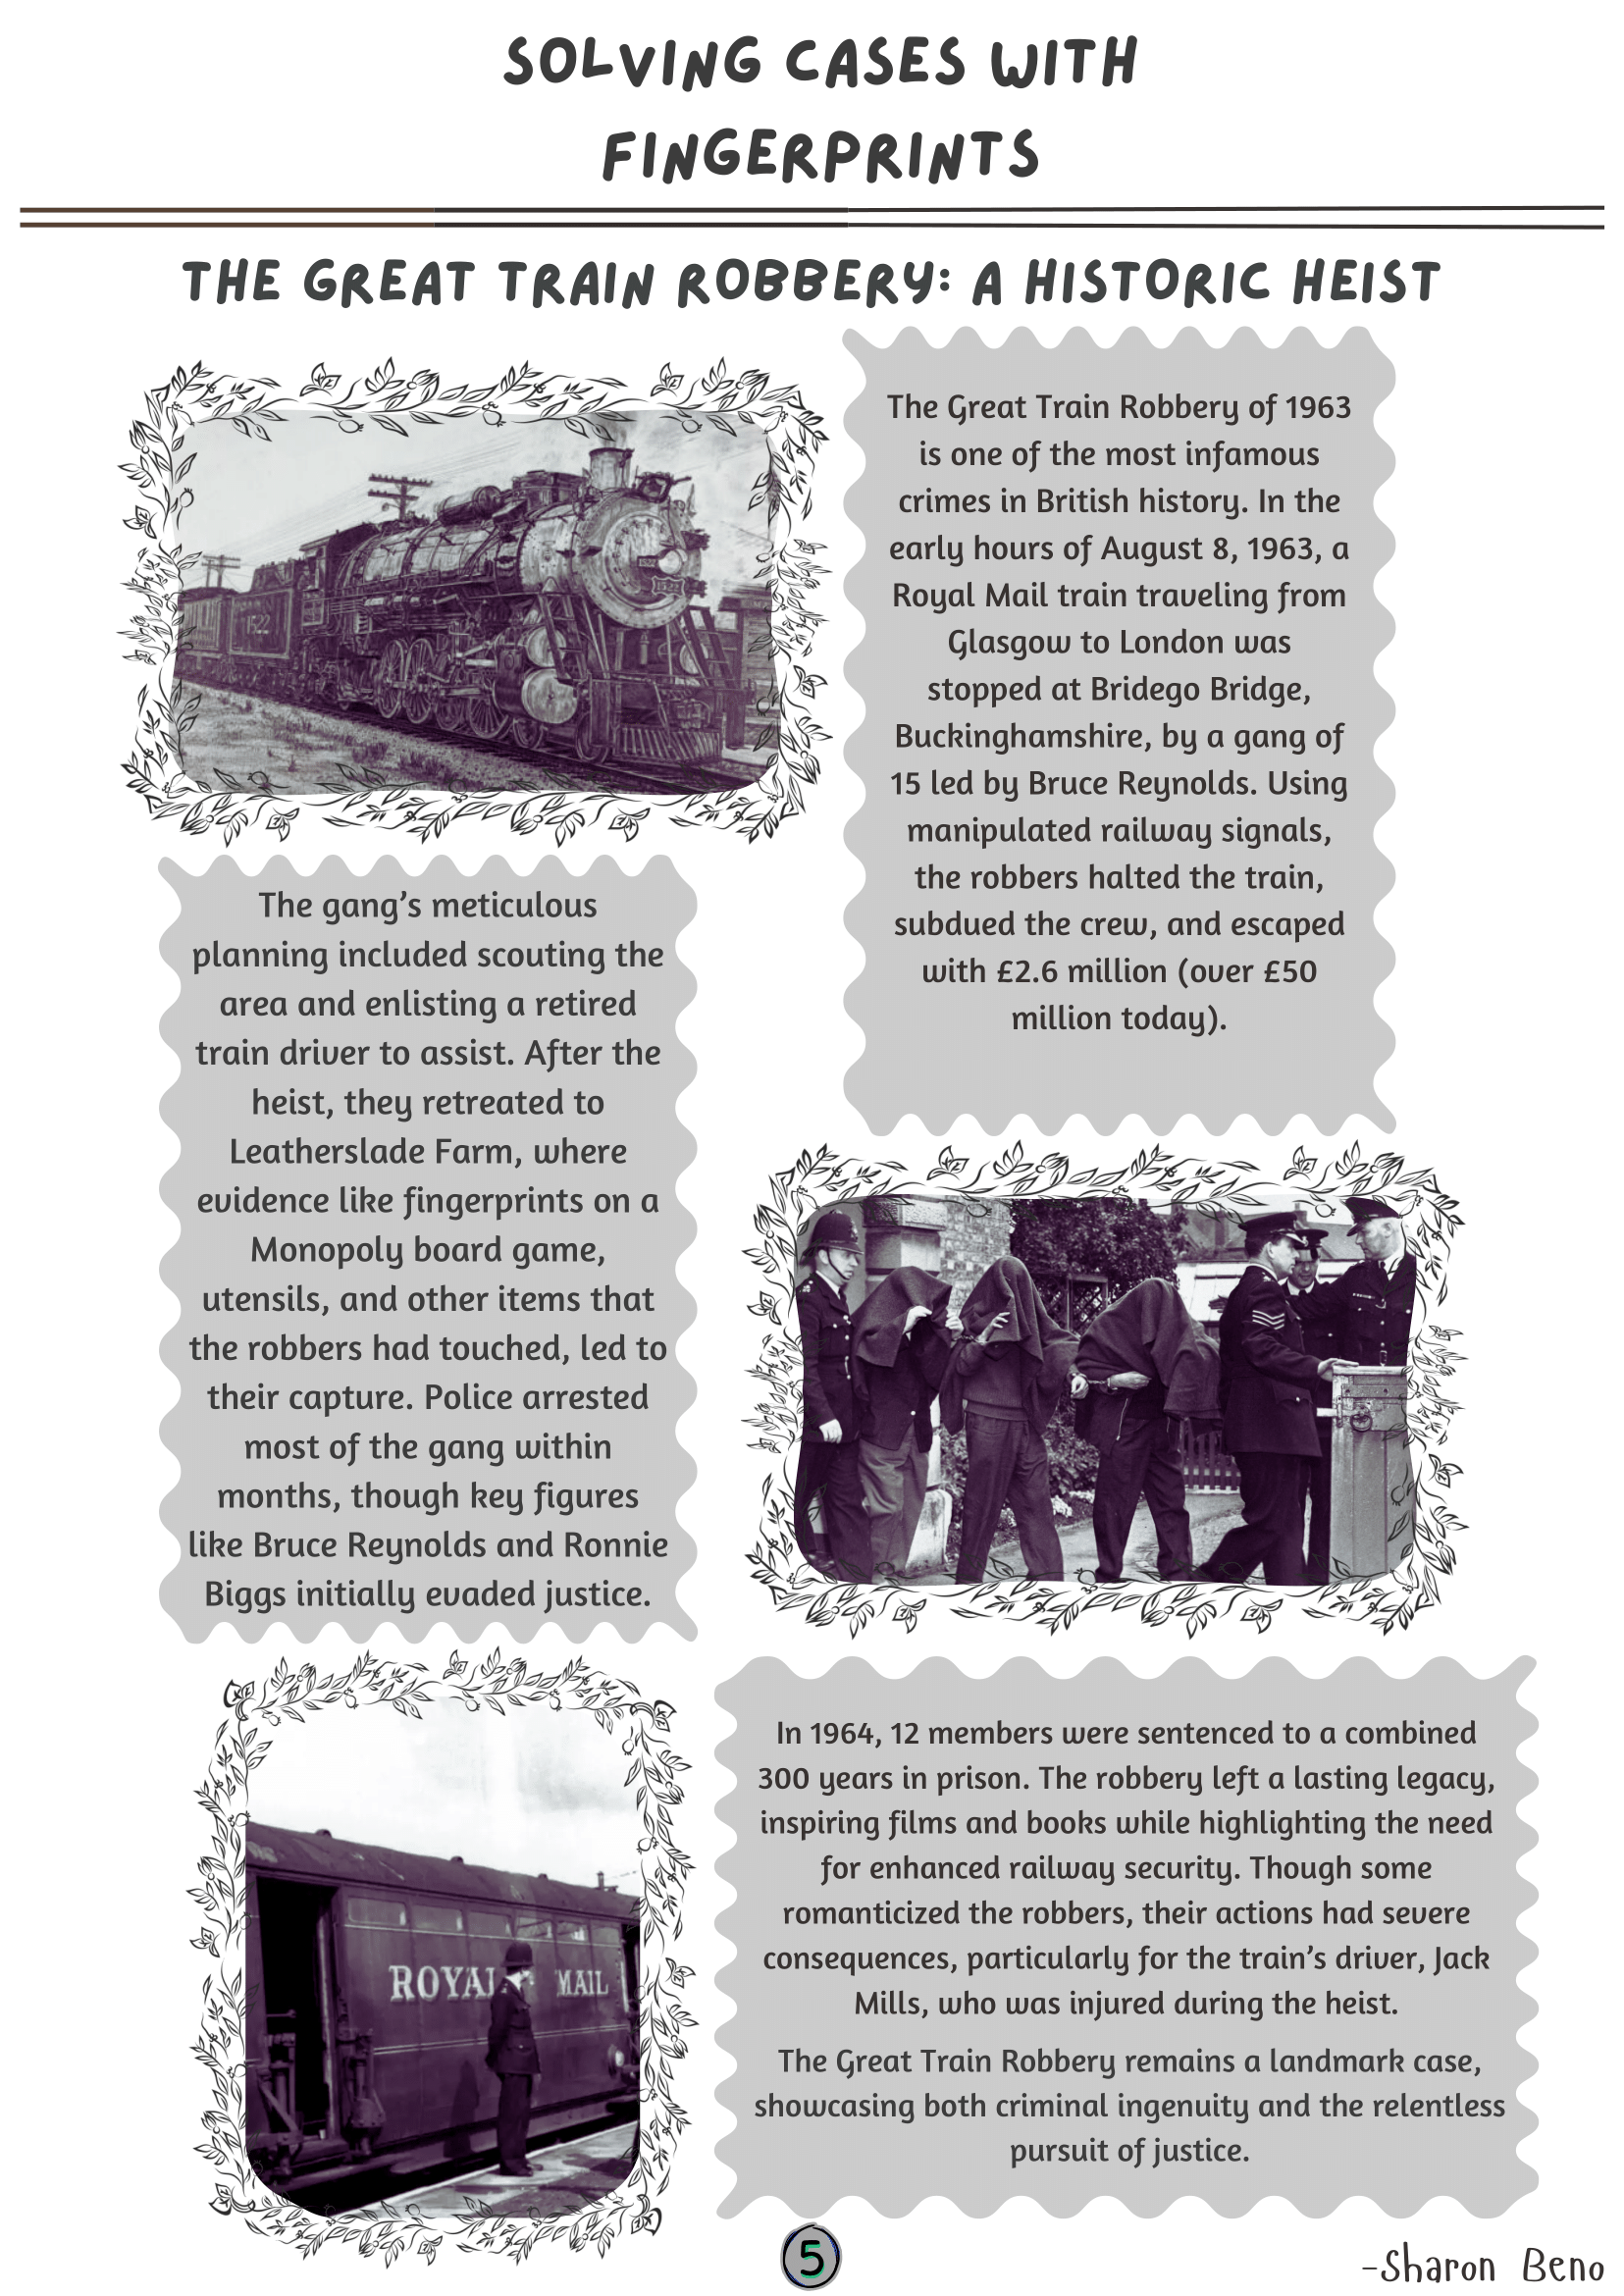 SOLVING CASES WITH
FINGERPRINTS
THE GREAT TRAIN ROBBERY: A HISTORIC HEIST
The Great Train Robbery of 1963
is one of the most infamous
crimes in British history. In the
early hours of August 8, 1963, a
Royal Mail train traveling from
Glasgow to London was
stopped at Bridego Bridge,
Buckinghamshire, by a gang of
15 led by Bruce Reynolds. Using
manipulated railway signals,
the robbers halted the train,
subdued the crew, and escaped
with £2.6 million (over £50
million today).
1522
1522
The gang’s meticulous
planning included scouting the
area and enlisting a retired
train driver to assist. After the
heist, they retreated to
Leatherslade Farm, where
evidence like fingerprints on a
Monopoly board game,
utensils, and other items that
the robbers had touched, led to
their capture. Police arrested
most of the gang within
months, though key figures
like Bruce Reynolds and Ronnie
Biggs initially evaded justice.
ROYAL MAIL
In 1964, 12 members were sentenced to a combined
300 years in prison. The robbery left a lasting legacy,
inspiring films and books while highlighting the need
for enhanced railway security. Though some
romanticized the robbers, their actions had severe
consequences, particularly for the train’s driver, Jack
Mills, who was injured during the heist.
The Great Train Robbery remains a landmark case,
showcasing both criminal ingenuity and the relentless
pursuit of justice.
5
-Sharon Beno